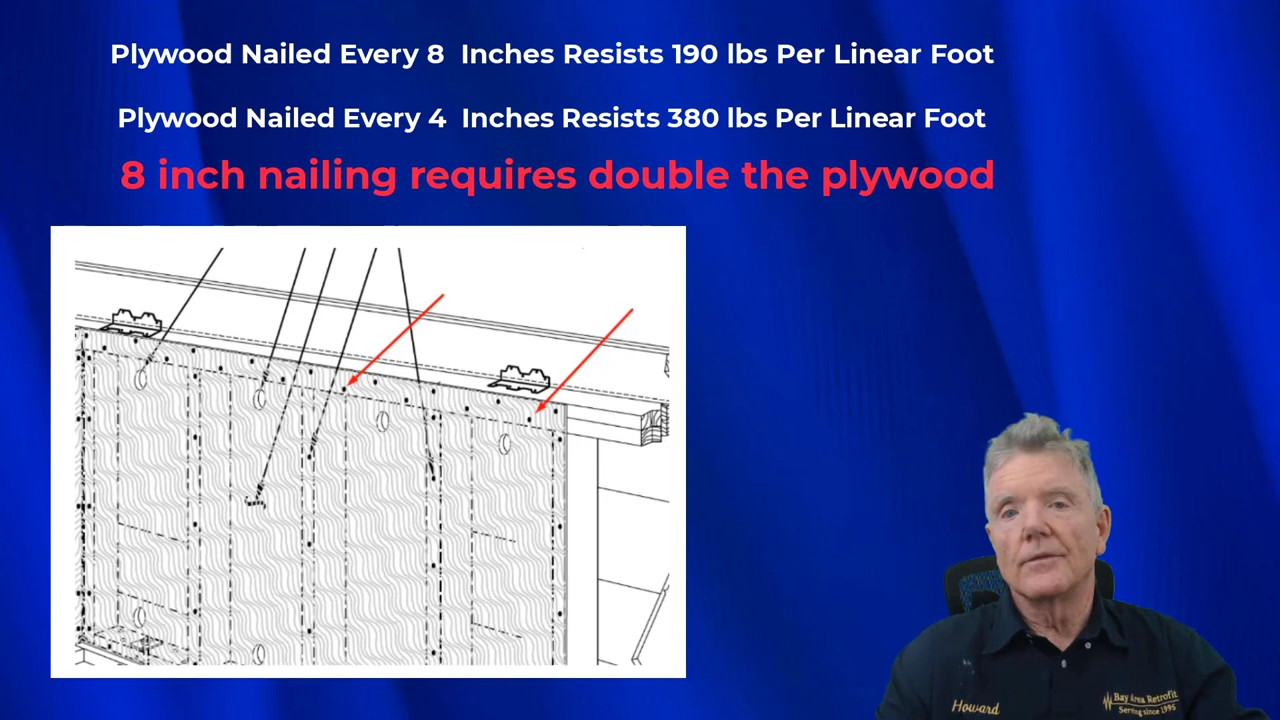 Plywood Nailed Every 8  Inches Resists 190 lbs Per Linear Foot
Plywood Nailed Every 4  Inches Resists 380 lbs Per Linear Foot
8 inch nailing requires double the plywood
Howard
Bay Area Retrofit
Serving since 1995